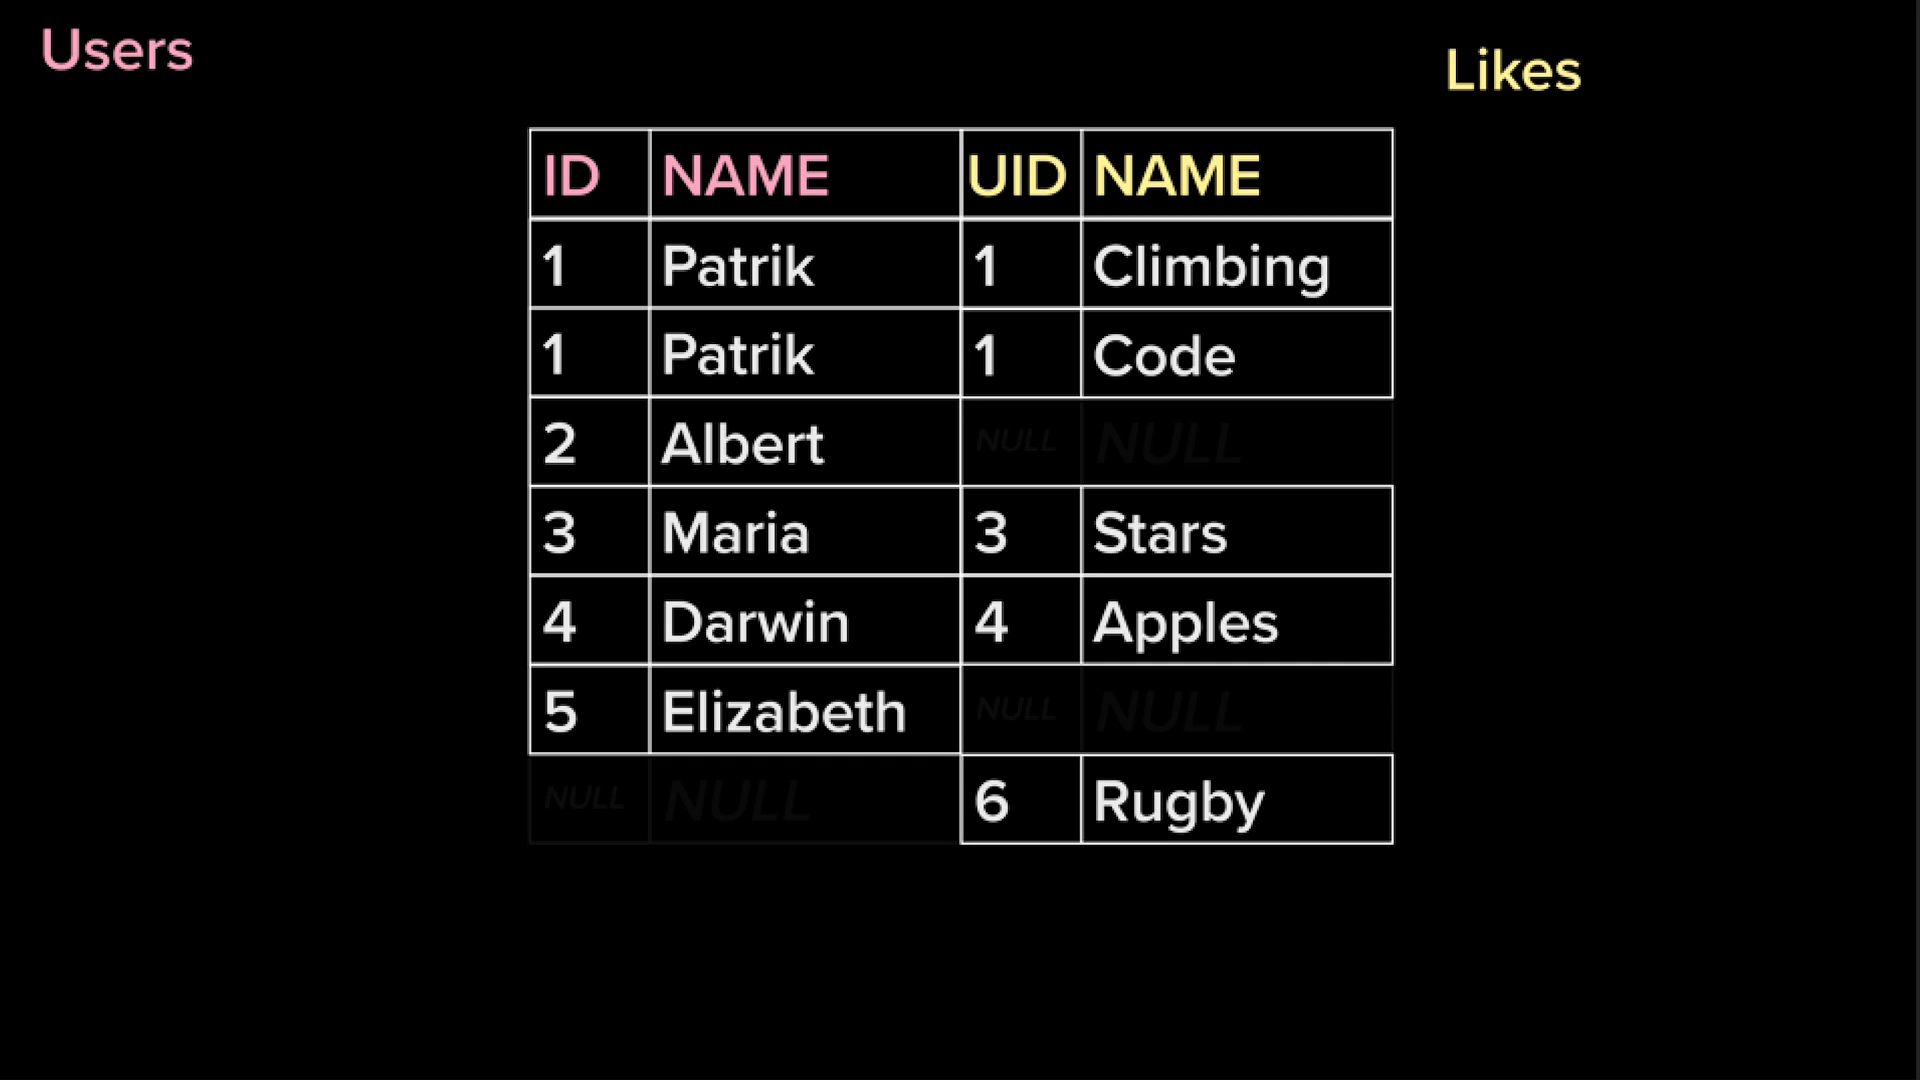 Users
Likes
ID NAME UID NAME
1 Patrik 1 Climbing
1 Patrik 1 Code
2 Albert NULL NULL
3 Maria 3 Stars
4 Darwin 4 Apples
5 Elizabeth NULL NULL
NULL NULL 6 Rugby